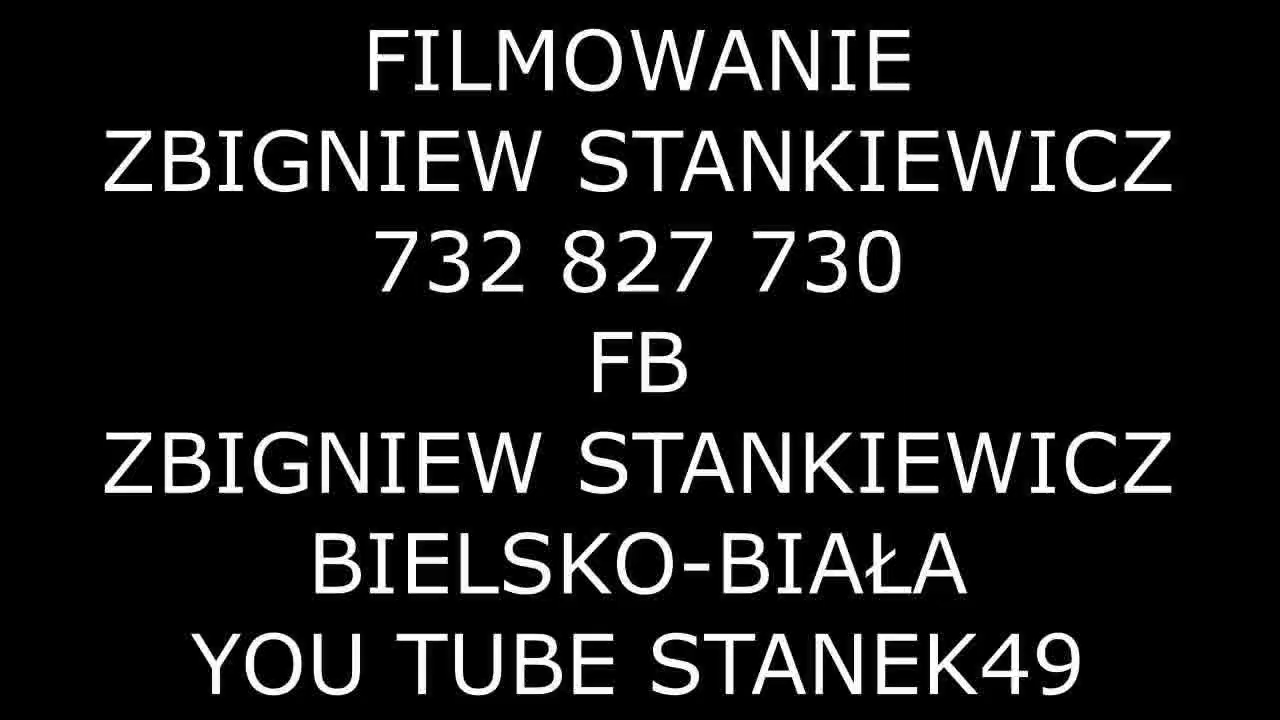 FILMOWANIE
ZBIGNIEW STANKIEWICZ
732 827 730
FB
ZBIGNIEW STANKIEWICZ
BIELSKO-BIAŁA
YOU TUBE STANEK49